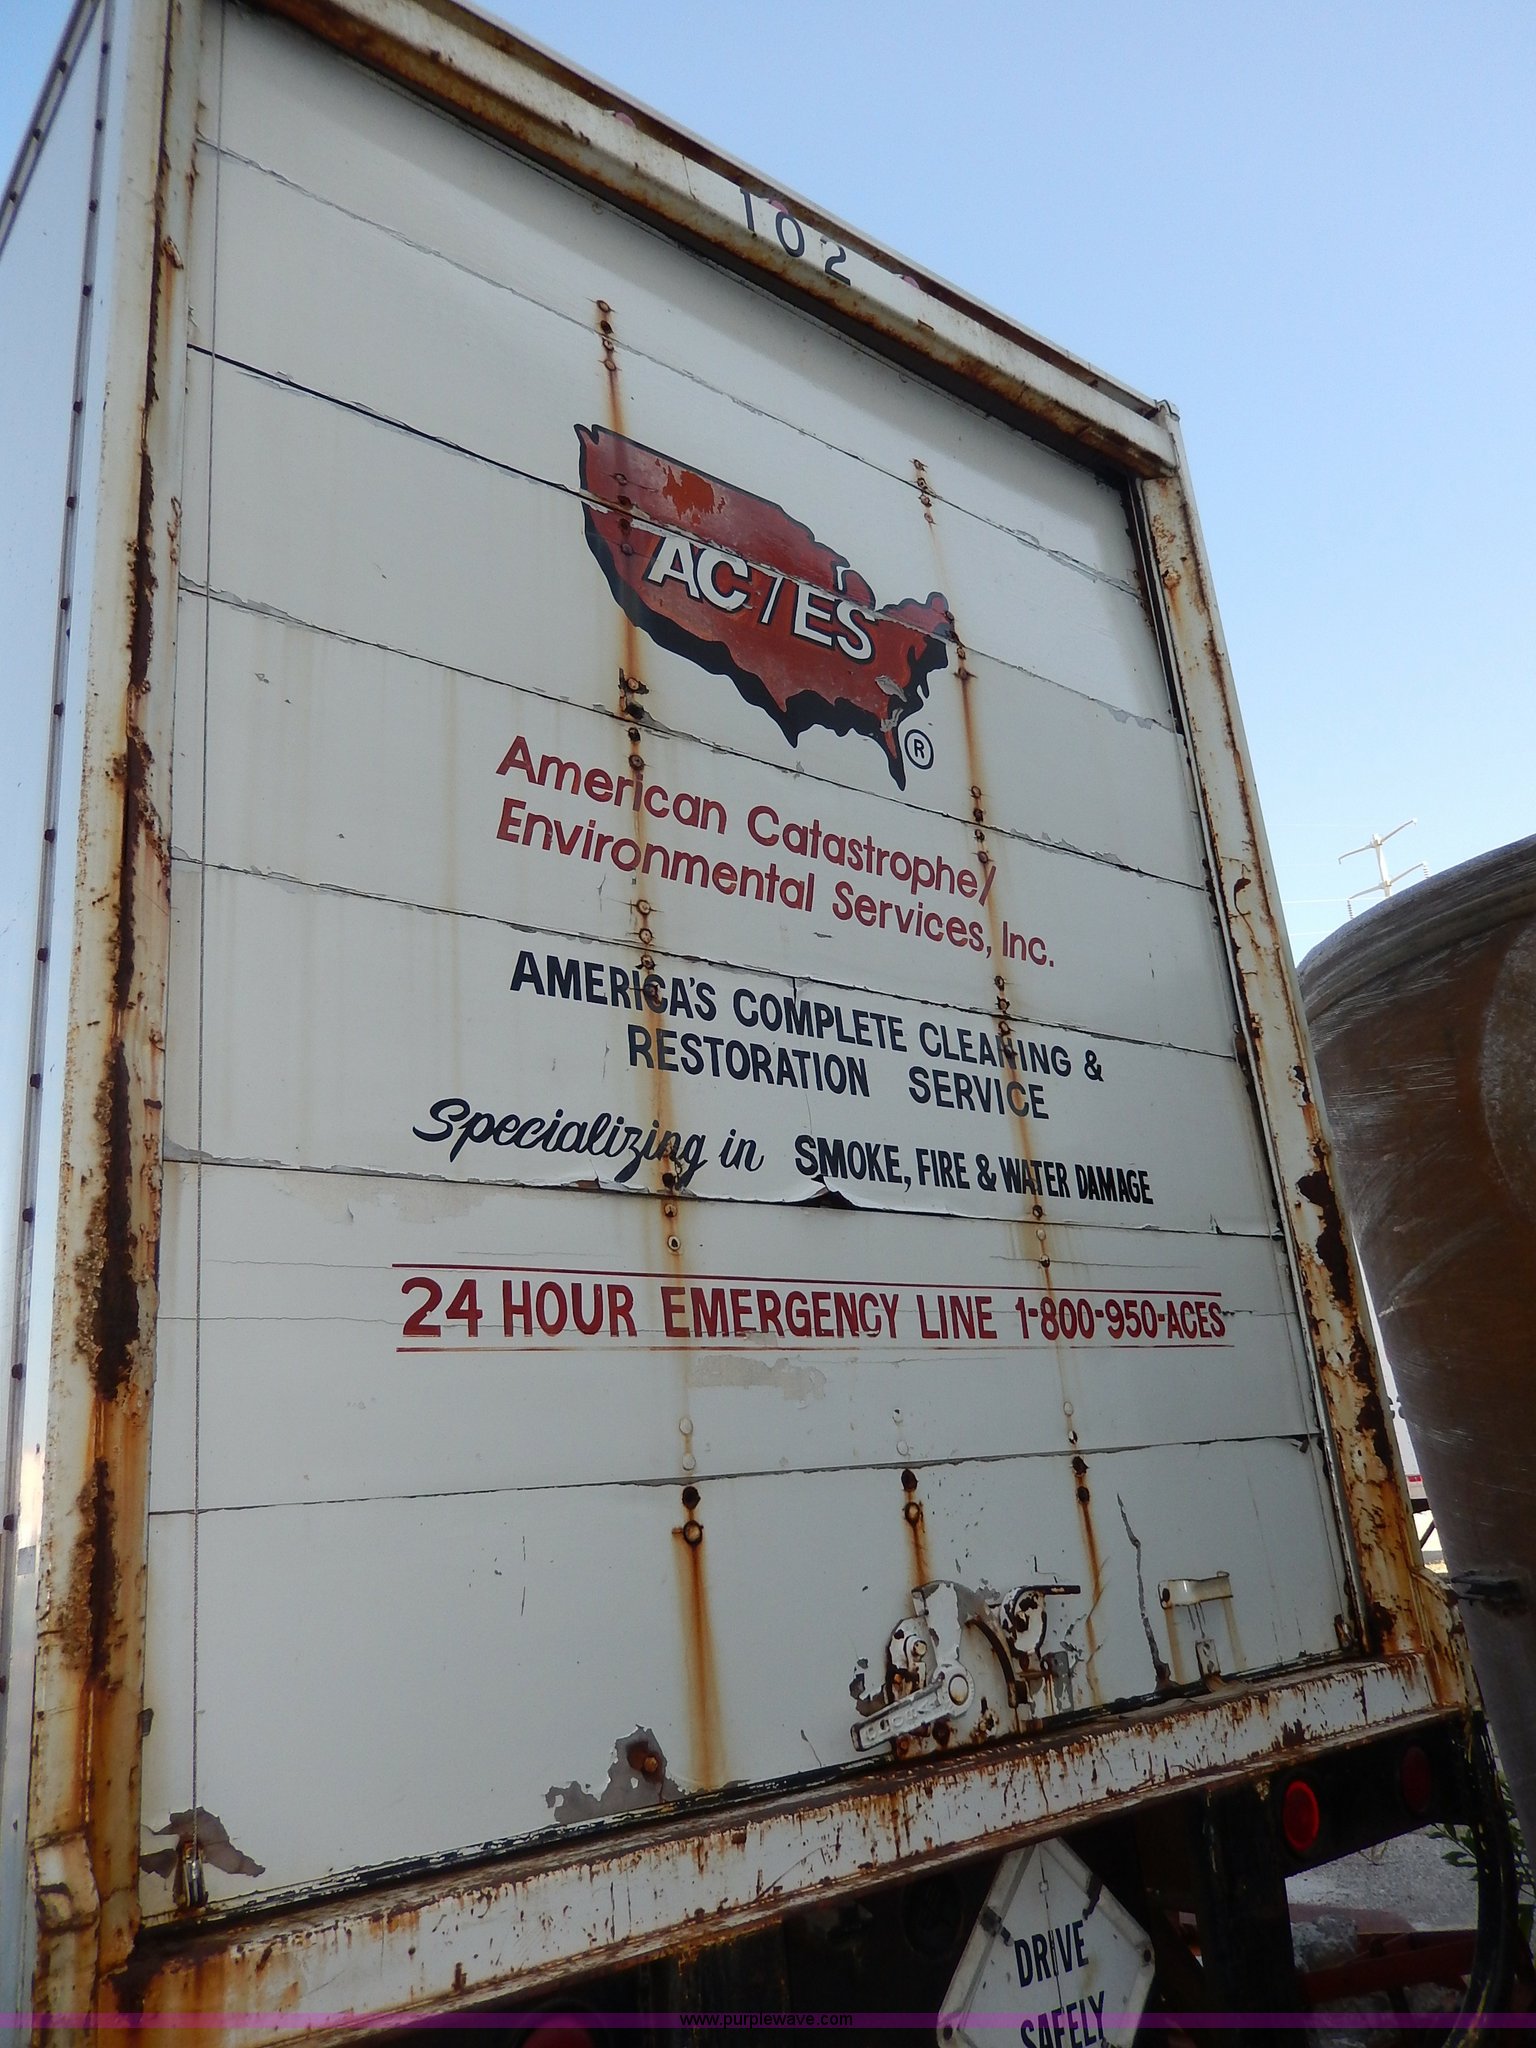 102
AC/ES
®
American Catastrophe/
Environmental Services, Inc.
AMERICA'S COMPLETE CLEANING &
RESTORATION SERVICE
Specializing in SMOKE, FIRE & WATER DAMAGE
24 HOUR EMERGENCY LINE 1-800-950-ACES
DRIVE
SAFELY
www.purplewave.com